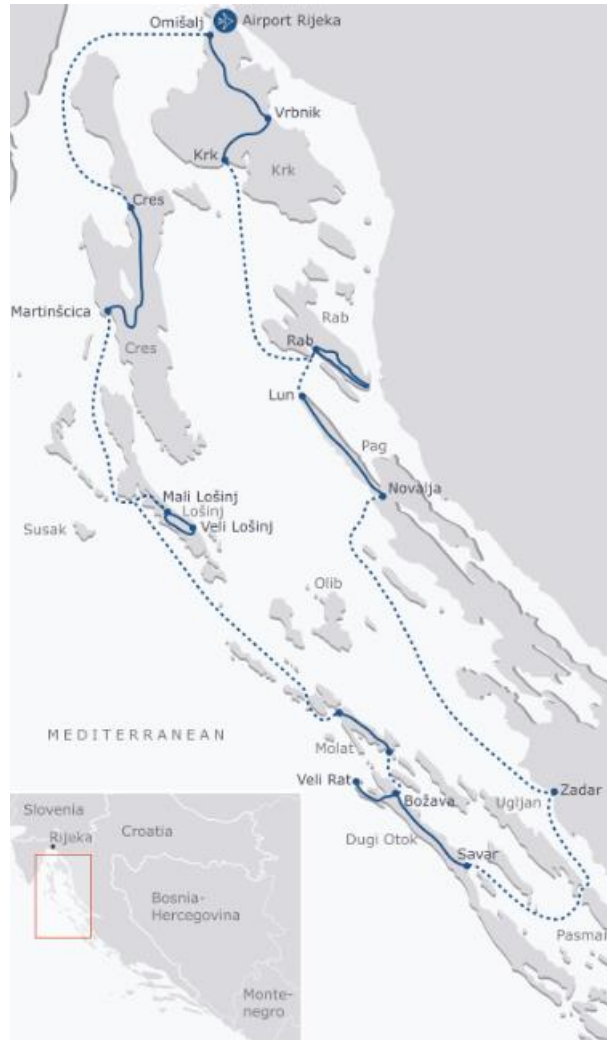 Omišalj
Airport Rijeka
Vrbnik
Krk
Krk
Cres
Martinšcica
Cres
Rab
Rab
Lun
Pag
Novalja
Mali Lošinj
Lošinj
Veli Lošinj
Susak
Olib
MEDITERRANEAN
Molat
Veli Rat
Božava
Ugljan
Zadar
Dugi Otok
Savar
Pasman
Slovenia
Rijeka
Croatia
Bosnia-
Hercegovina
Monte-
negro